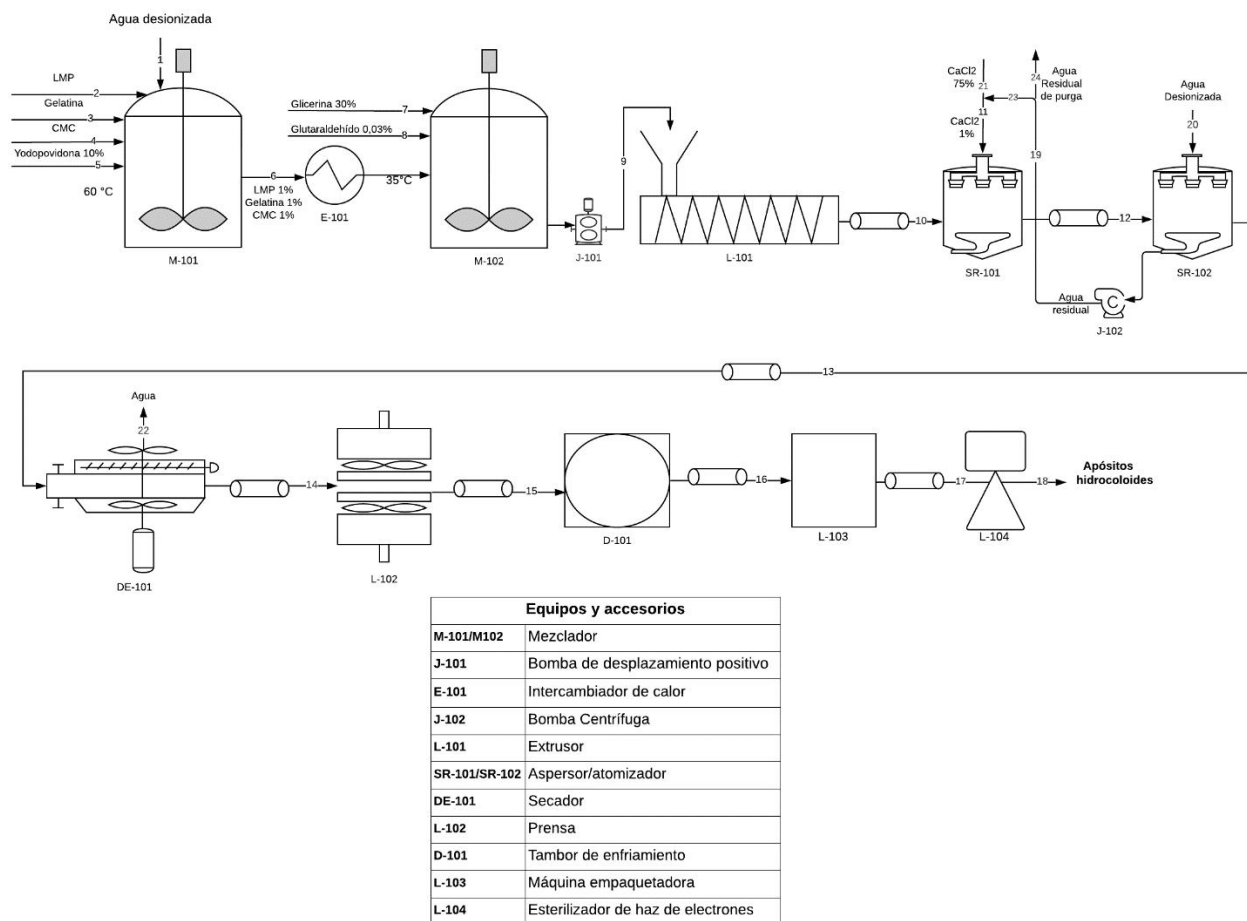 Agua desionizada
1
LMP
2
Gelatina
3
CMC
4
Yodopovidona 10%
5
60 °C
M-101
6
LMP 1%
Gelatina 1%
CMC 1%
E-101
Glicerina 30%
7
Glutaraldehído 0,03%
8
35°C
M-102
J-101
9
L-101
10
CaCl2
75%
21
11
CaCl2
1%
23
24
Agua
Residual
de purga
19
SR-101
12
Agua
Desionizada
20
SR-102
Agua
residual
C
J-102
13
Agua
22
DE-101
14
L-102
15
D-101
16
L-103
17
L-104
18
Apósitos
hidrocoloides
Equipos y accesorios
M-101/M102 Mezclador
J-101 Bomba de desplazamiento positivo
E-101 Intercambiador de calor
J-102 Bomba Centrífuga
L-101 Extrusor
SR-101/SR-102 Aspersor/atomizador
DE-101 Secador
L-102 Prensa
D-101 Tambor de enfriamiento
L-103 Máquina empaquetadora
L-104 Esterilizador de haz de electrones